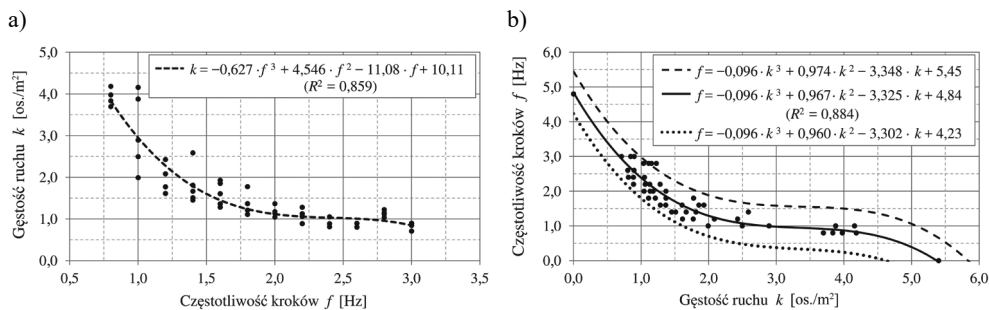 a)
5,0
4,0
3,0
2,0
1,0
0,0
Gęstość ruchu k [os./m²]
k = −0,627 · f ³ + 4,546 · f ² − 11,08 · f + 10,11
(R² = 0,859)
0,5 1,0 1,5 2,0 2,5 3,0 3,5
Częstotliwość kroków f [Hz]
b)
6,0
5,0
4,0
3,0
2,0
1,0
0,0
Częstotliwość kroków f [Hz]
f = −0,096 · k ³ + 0,974 · k ² − 3,348 · k + 5,45
f = −0,096 · k ³ + 0,967 · k ² − 3,325 · k + 4,84
(R² = 0,884)
f = −0,096 · k ³ + 0,960 · k ² − 3,302 · k + 4,23
0,0 1,0 2,0 3,0 4,0 5,0 6,0
Gęstość ruchu k [os./m²]